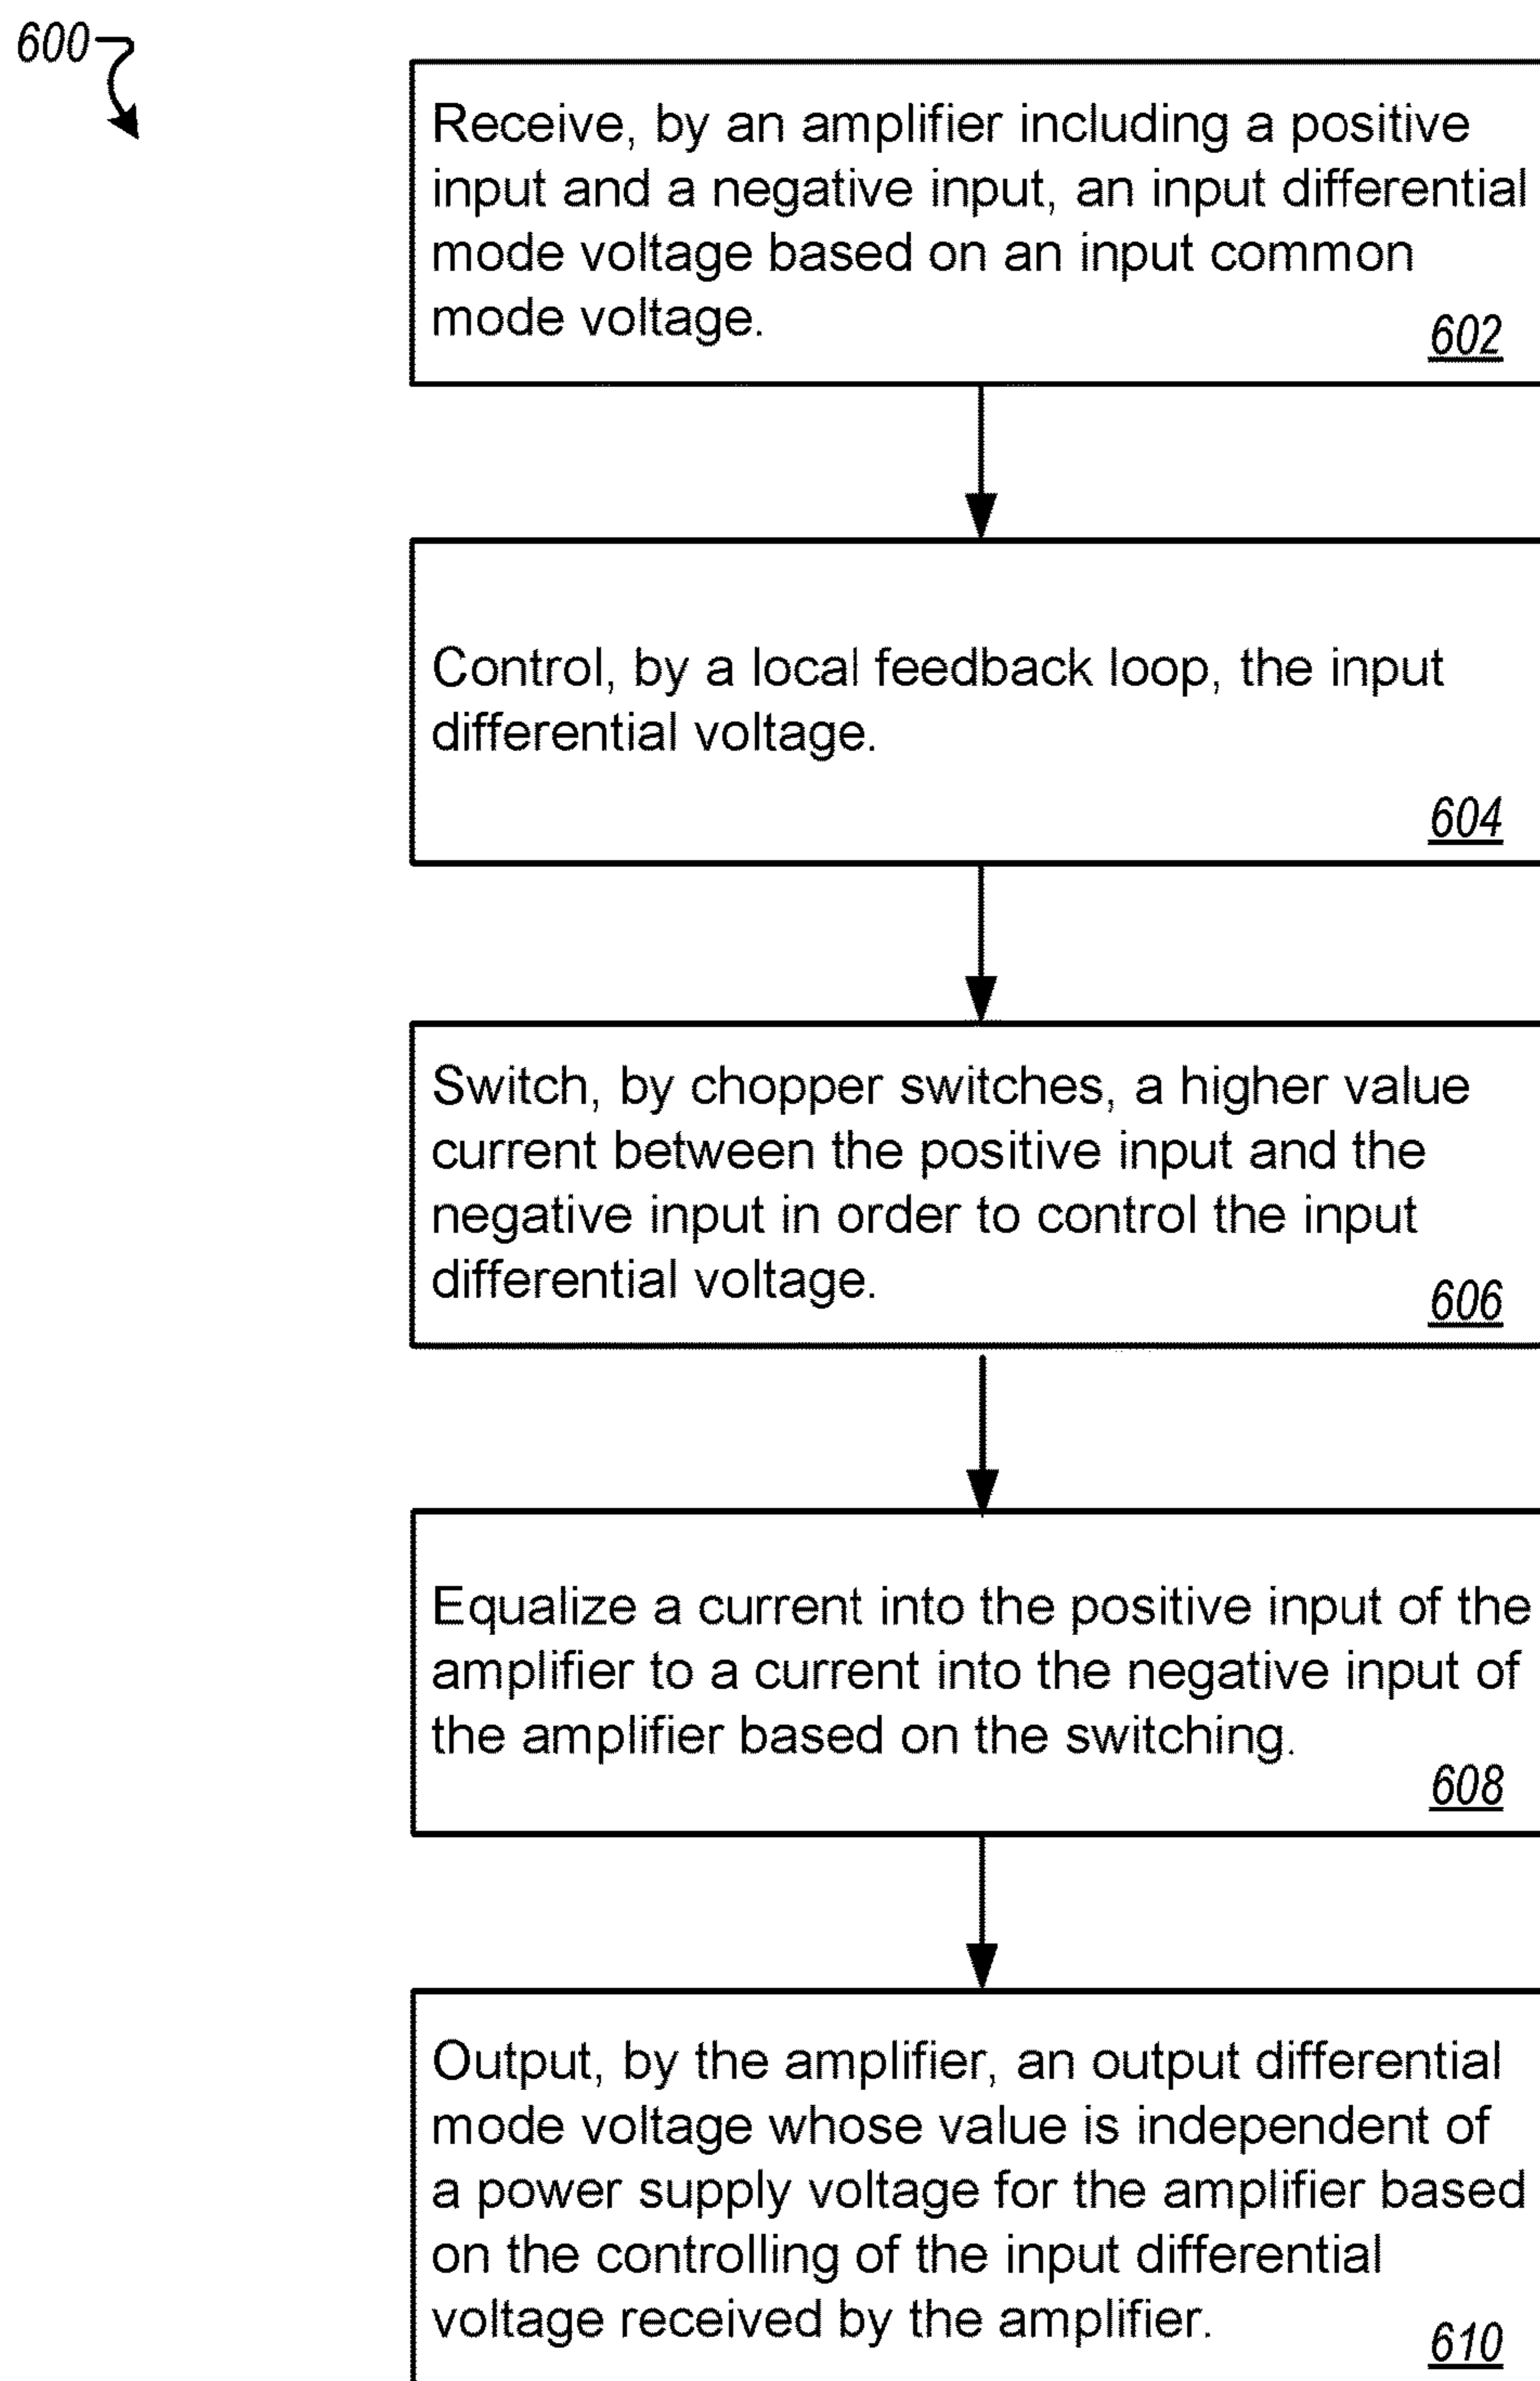 600
Receive, by an amplifier including a positive
input and a negative input, an input differential
mode voltage based on an input common
mode voltage.
602
Control, by a local feedback loop, the input
differential voltage.
604
Switch, by chopper switches, a higher value
current between the positive input and the
negative input in order to control the input
differential voltage.
606
Equalize a current into the positive input of the
amplifier to a current into the negative input of
the amplifier based on the switching.
608
Output, by the amplifier, an output differential
mode voltage whose value is independent of
a power supply voltage for the amplifier based
on the controlling of the input differential
voltage received by the amplifier.
610